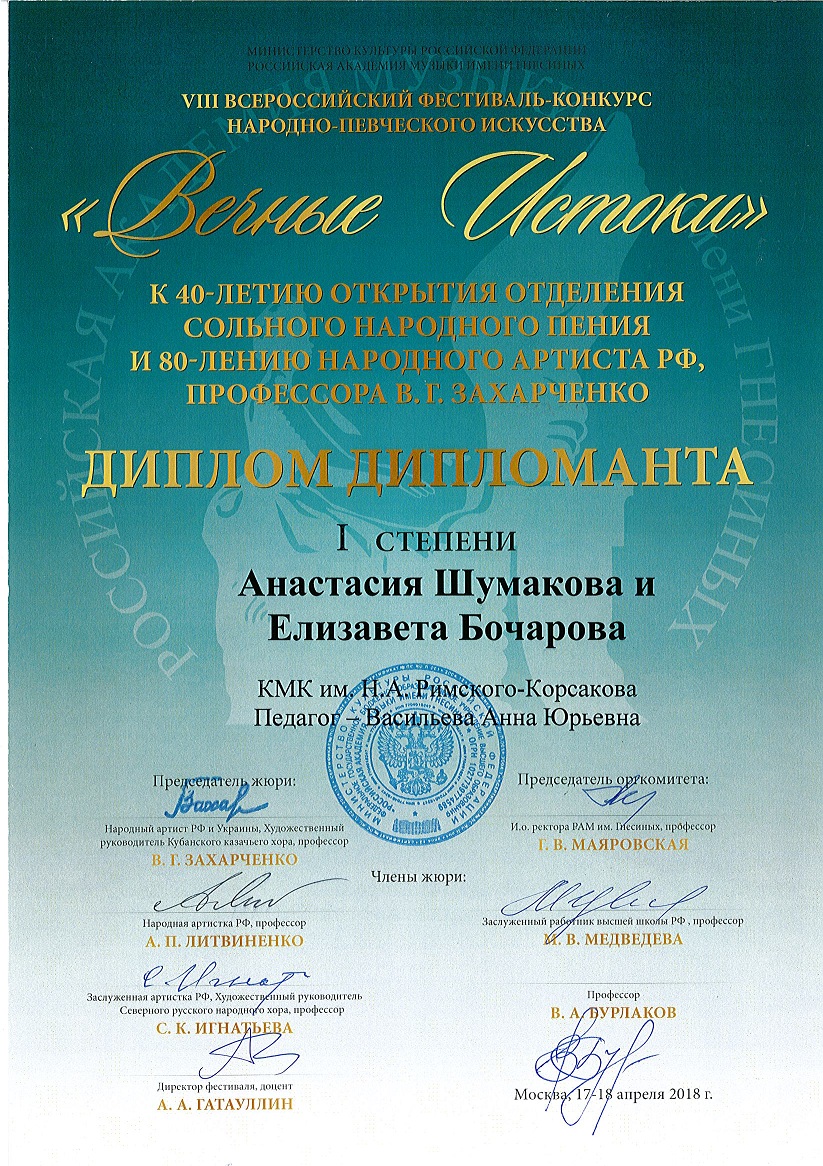 МИНИСТЕРСТВО КУЛЬТУРЫ РОССИЙСКОЙ ФЕДЕРАЦИИ
РОССИЙСКАЯ АКАДЕМИЯ МУЗЫКИ ИМЕНИ ГНЕСИНЫХ
VIII ВСЕРОССИЙСКИЙ ФЕСТИВАЛЬ-КОНКУРС
НАРОДНО-ПЕВЧЕСКОГО ИСКУССТВА
«Вечные Истоки»
К 40-ЛЕТИЮ ОТКРЫТИЯ ОТДЕЛЕНИЯ
СОЛЬНОГО НАРОДНОГО ПЕНИЯ
И 80-ЛЕНИЮ НАРОДНОГО АРТИСТА РФ,
ПРОФЕССОРА В. Г. ЗАХАРЧЕНКО
РОССИЙСКАЯ АКАДЕМИЯ МУЗЫКИ имени ГНЕСИНЫХ
ДИПЛОМ ДИПЛОМАНТА
I СТЕПЕНИ
Анастасия Шумакова и
Елизавета Бочарова
КМК им. Н.А. Римского-Корсакова
Педагог – Васильева Анна Юрьевна
Председатель жюри:
Народный артист РФ и Украины, Художественный
руководитель Кубанского казачьего хора, профессор
В. Г. ЗАХАРЧЕНКО
Председатель оргкомитета:
И.о. ректора РАМ им. Гнесиных, профессор
Г. В. МАЯРОВСКАЯ
Члены жюри:
Народная артистка РФ, профессор
А. П. ЛИТВИНЕНКО
Заслуженный работник высшей школы РФ , профессор
М. В. МЕДВЕДЕВА
Заслуженная артистка РФ, Художественный руководитель
Северного русского народного хора, профессор
С. К. ИГНАТЬЕВА
Профессор
В. А. БУРЛАКОВ
Директор фестиваля, доцент
А. А. ГАТАУЛЛИН
Москва, 17-18 апреля 2018 г.